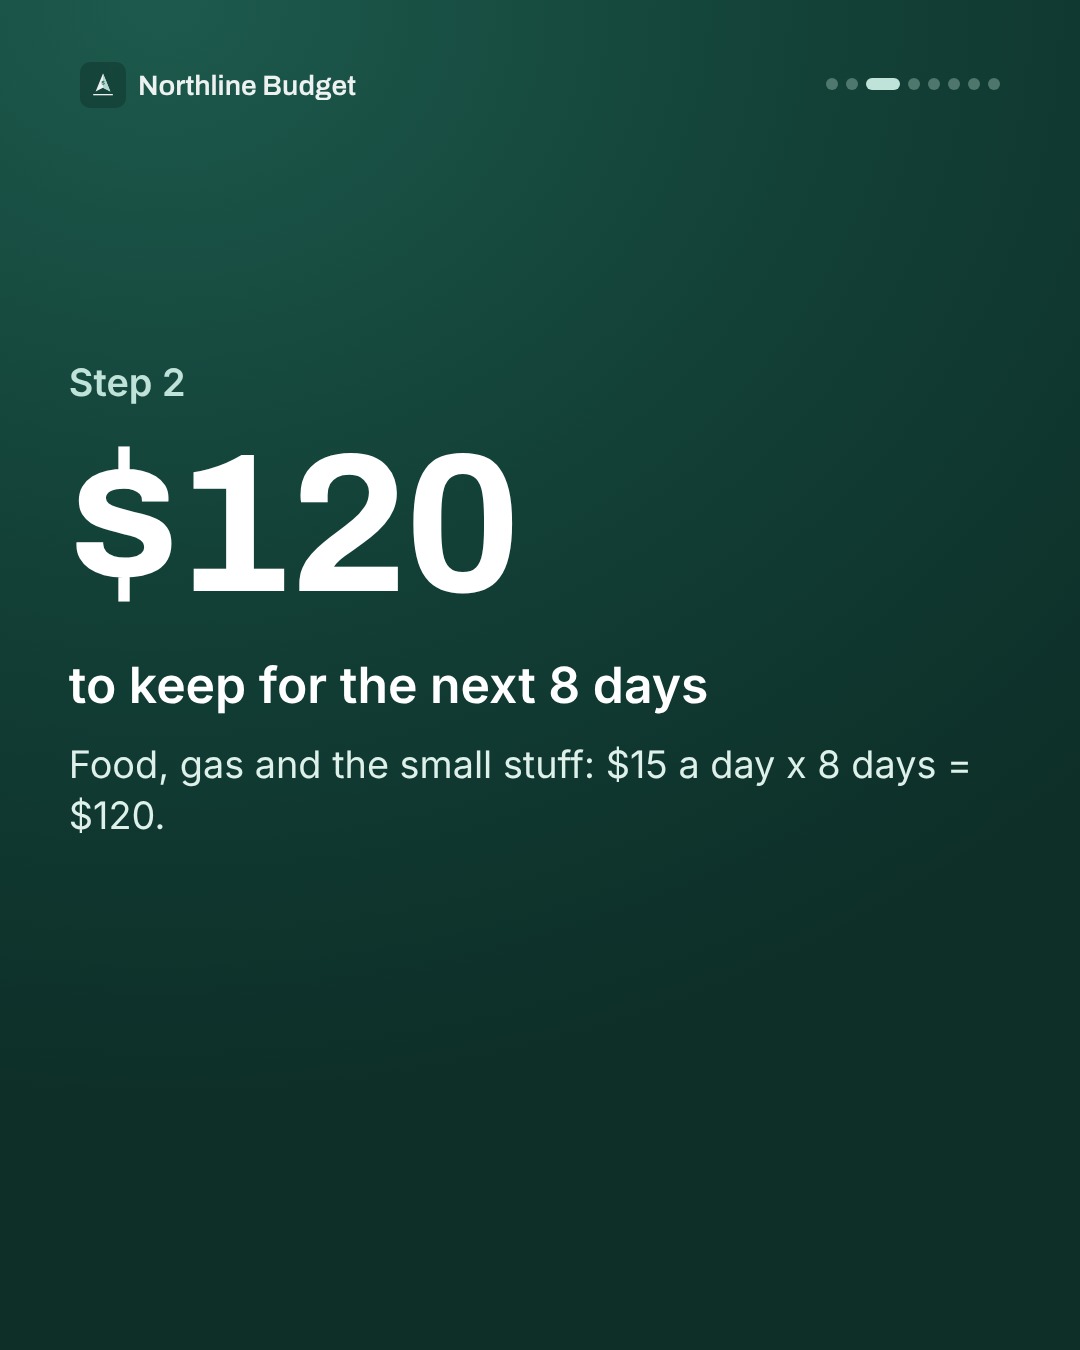 Northline Budget
Step 2
$120
to keep for the next 8 days
Food, gas and the small stuff: $15 a day x 8 days =
$120.